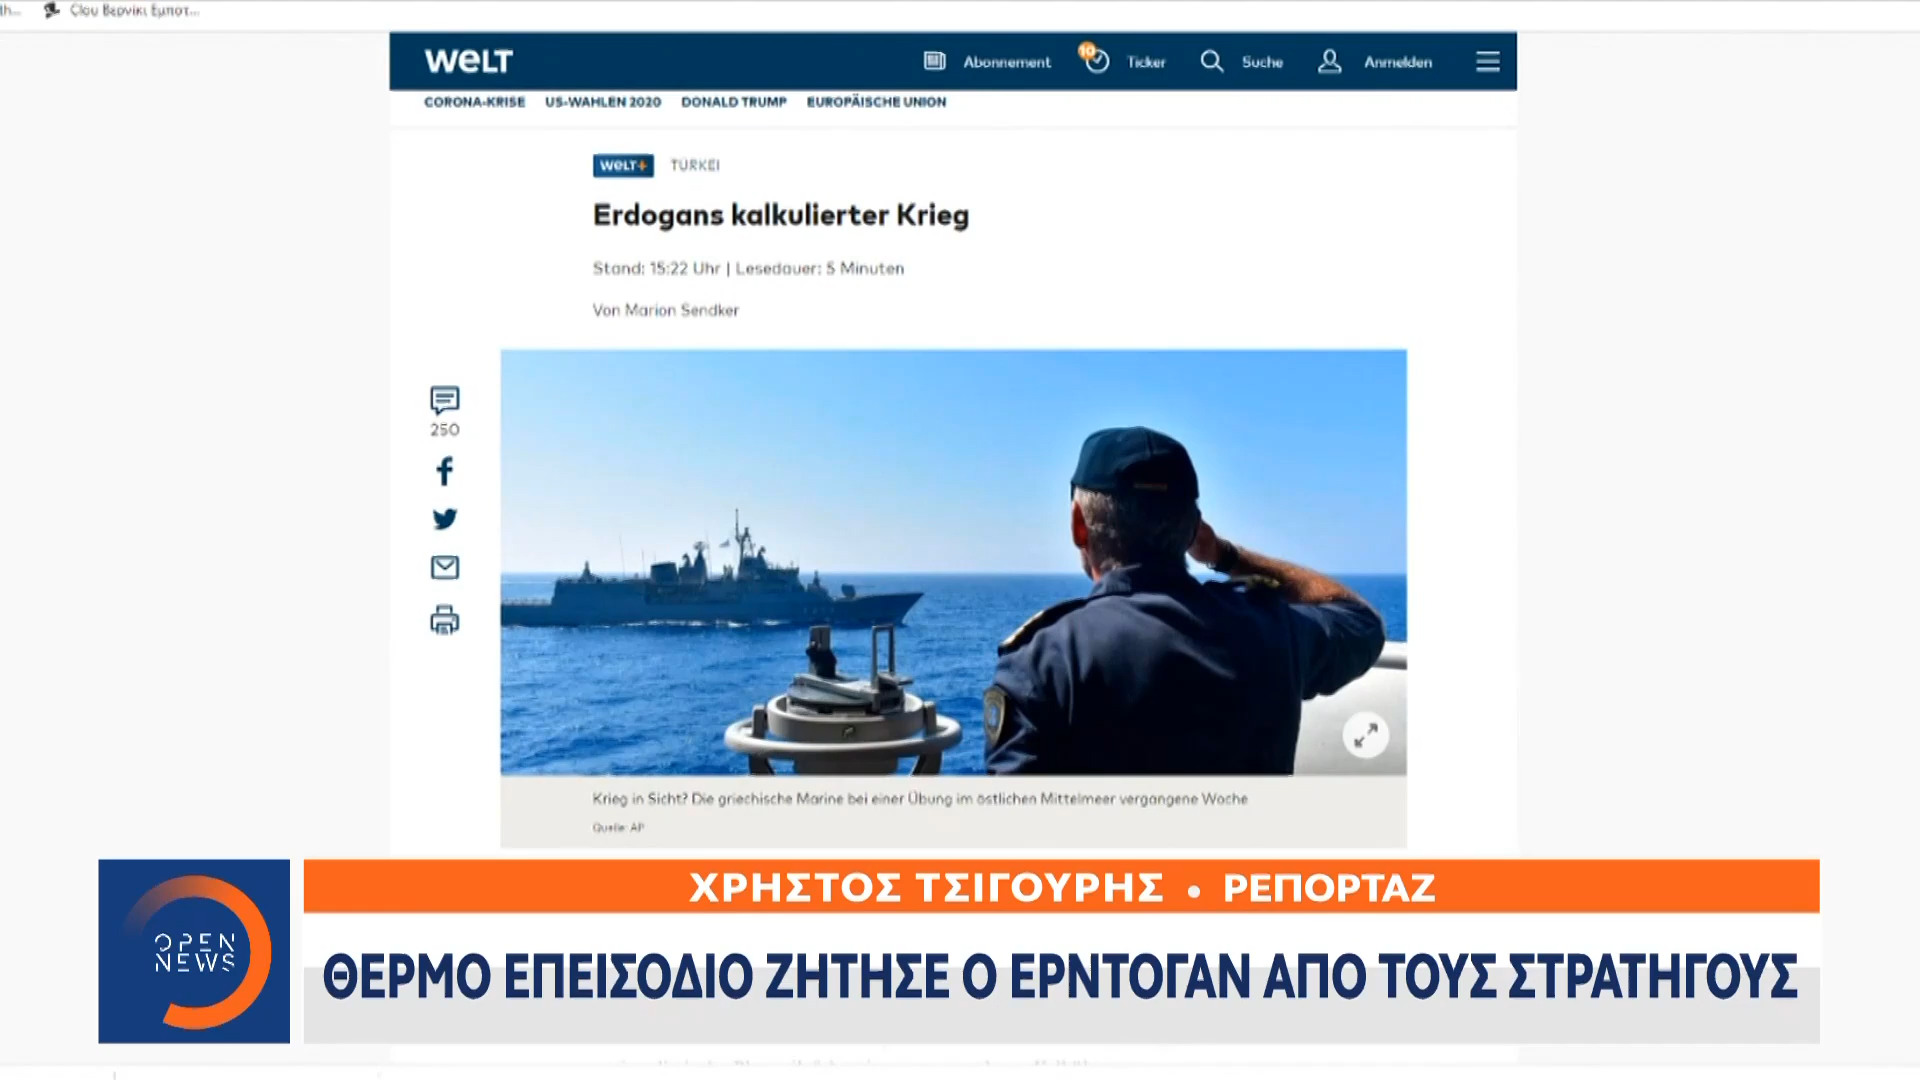 WELT
Abonnement
10
Ticker
Suche
Anmelden
CORONA-KRISE US-WAHLEN 2020 DONALD TRUMP EUROPÄISCHE UNION
WELT+ TÜRKEI
Erdogans kalkulierter Krieg
Stand: 15:22 Uhr | Lesedauer: 5 Minuten
Von Marion Sendker
250
Krieg in Sicht? Die griechische Marine bei einer Übung im östlichen Mittelmeer vergangene Woche
Quelle: AP
ΧΡΗΣΤΟΣ ΤΣΙΓΟΥΡΗΣ • ΡΕΠΟΡΤΑΖ
OPEN
NEWS
ΘΕΡΜΟ ΕΠΕΙΣΟΔΙΟ ΖΗΤΗΣΕ Ο ΕΡΝΤΟΓΑΝ ΑΠΟ ΤΟΥΣ ΣΤΡΑΤΗΓΟΥΣ